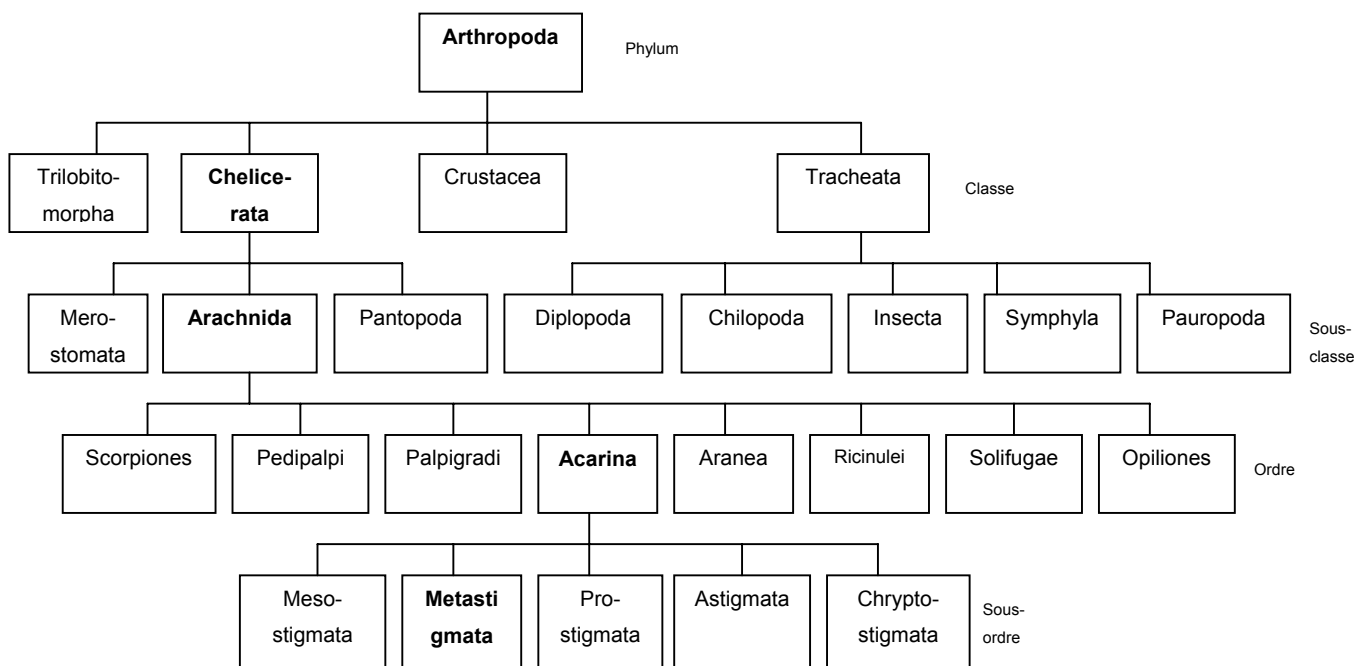 Arthropoda
Phylum
Trilobito-
morpha
Chelice-
rata
Crustacea
Tracheata
Classe
Mero-
stomata
Arachnida
Pantopoda
Diplopoda
Chilopoda
Insecta
Symphyla
Pauropoda
Sous-
classe
Scorpiones
Pedipalpi
Palpigradi
Acarina
Aranea
Ricinulei
Solifugae
Opiliones
Ordre
Meso-
stigmata
Metasti
gmata
Pro-
stigmata
Astigmata
Chrypto-
stigmata
Sous-
ordre